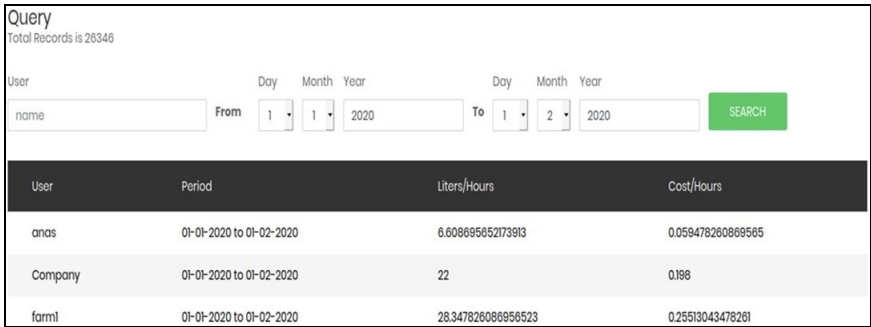 Query
Total Records is 26346
User Day Month Year Day Month Year
name From 1 1 2020 To 1 2 2020 SEARCH
User Period Liters/Hours Cost/Hours
anas 01-01-2020 to 01-02-2020 6.608695652173913 0.059478260869565
Company 01-01-2020 to 01-02-2020 22 0.198
farm1 01-01-2020 to 01-02-2020 28.347826086956523 0.25513043478261